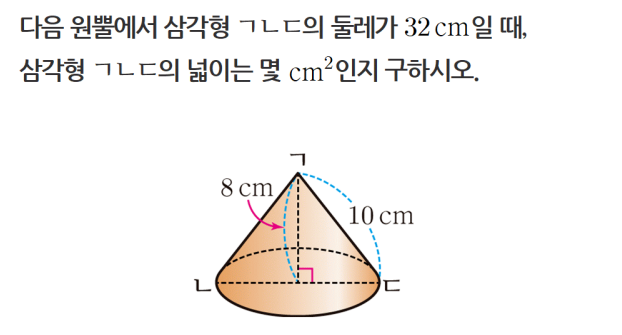 다음 원뿔에서 삼각형 ㄱㄴㄷ의 둘레가 32 cm일 때,
삼각형 ㄱㄴㄷ의 넓이는 몇 cm²인지 구하시오.
ㄱ
8 cm
10 cm
ㄴ
ㄷ